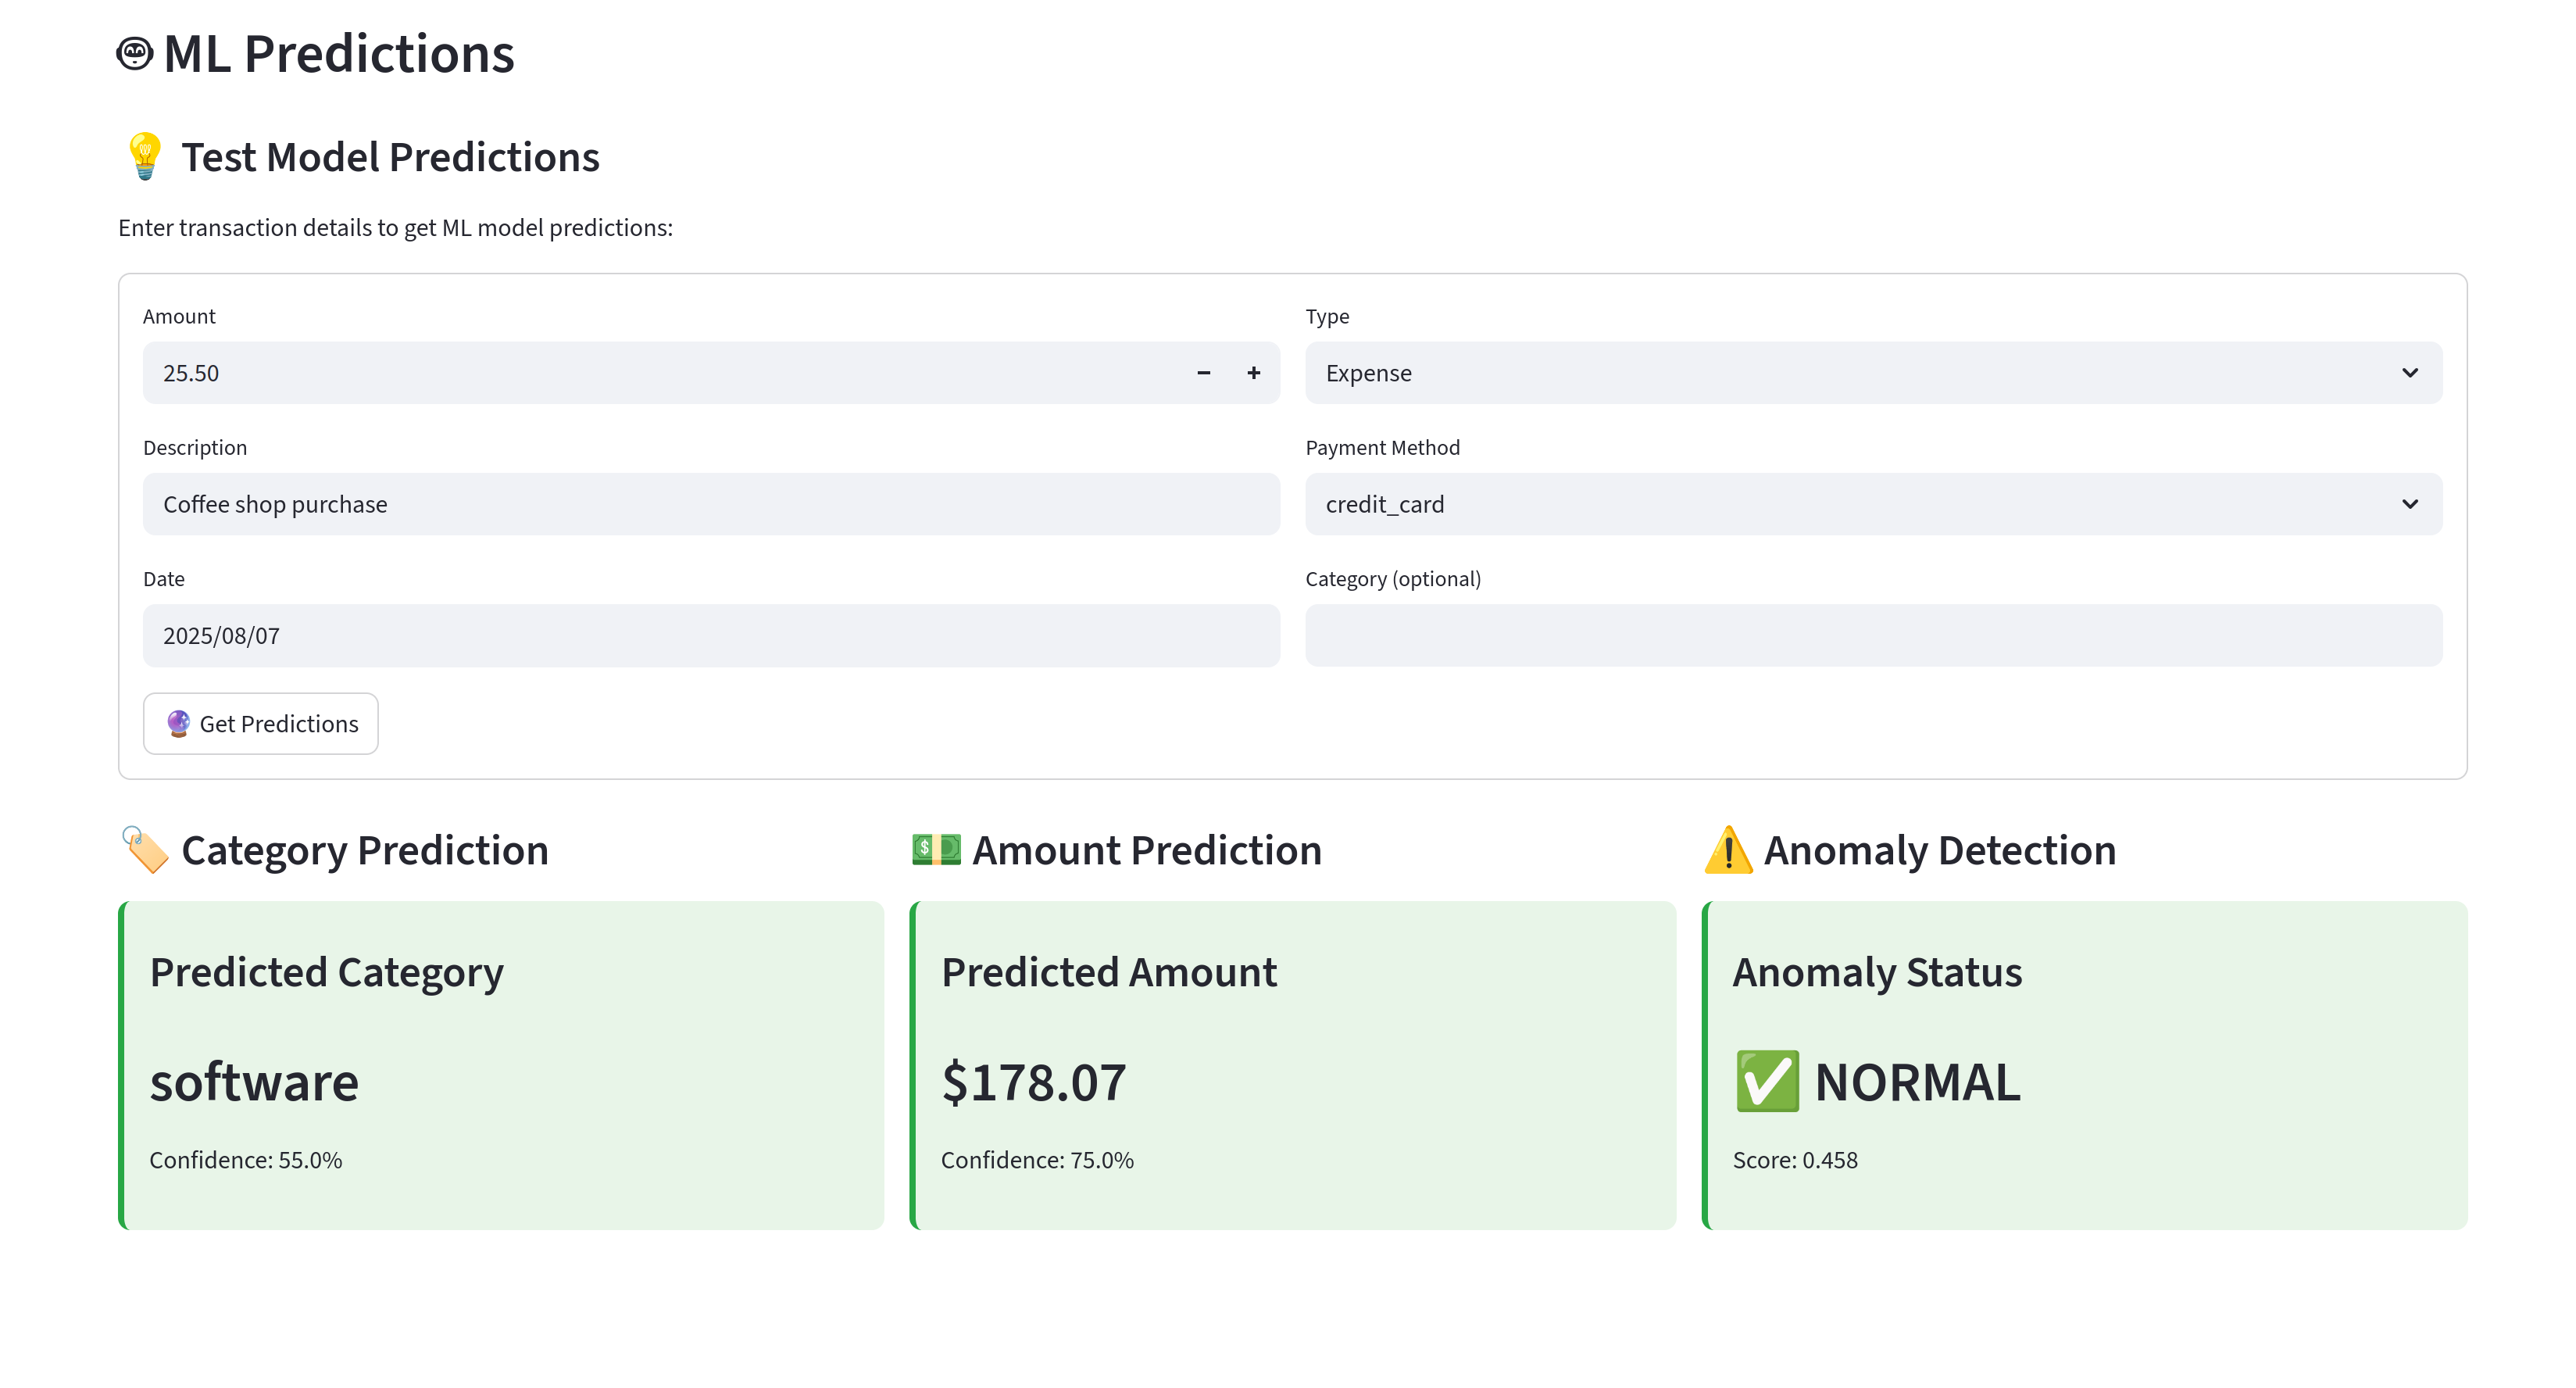 ML Predictions
💡 Test Model Predictions
Enter transaction details to get ML model predictions:
Amount
25.50
Type
Expense
Description
Coffee shop purchase
Payment Method
credit_card
Date
2025/08/07
Category (optional)
🔮 Get Predictions
🏷️ Category Prediction
Predicted Category
software
Confidence: 55.0%
💵 Amount Prediction
Predicted Amount
$178.07
Confidence: 75.0%
⚠️ Anomaly Detection
Anomaly Status
✅ NORMAL
Score: 0.458